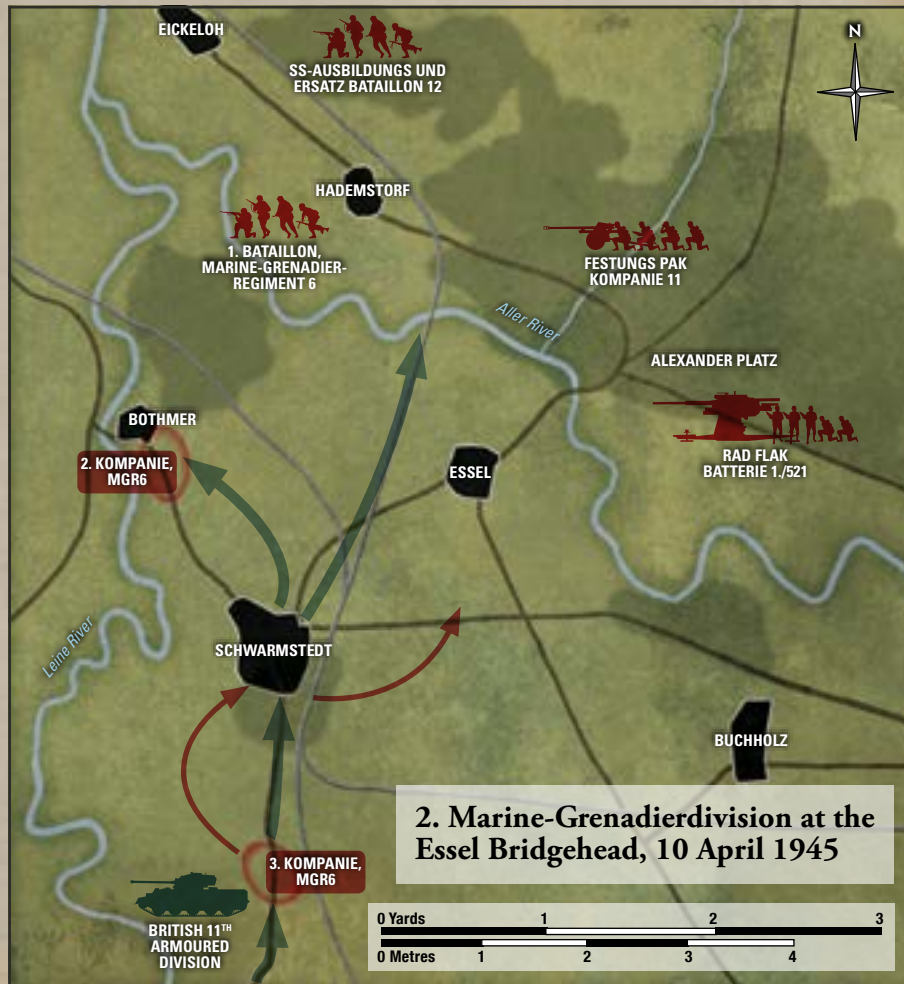 EICKELOH
SS-AUSBILDUNGS UND
ERSATZ BATAILLON 12
N
HADEMSTORF
1. BATAILLON,
MARINE-GRENADIER-
REGIMENT 6
FESTUNGS PAK
KOMPANIE 11
Aller River
ALEXANDER PLATZ
BOTHMER
2. KOMPANIE,
MGR6
ESSEL
RAD FLAK
BATTERIE 1./521
Leine River
SCHWARMSTEDT
BUCHHOLZ
2. Marine-Grenadierdivision at the
Essel Bridgehead, 10 April 1945
3. KOMPANIE,
MGR6
BRITISH 11TH
ARMOURED
DIVISION
0 Yards 1 2 3
0 Metres 1 2 3 4